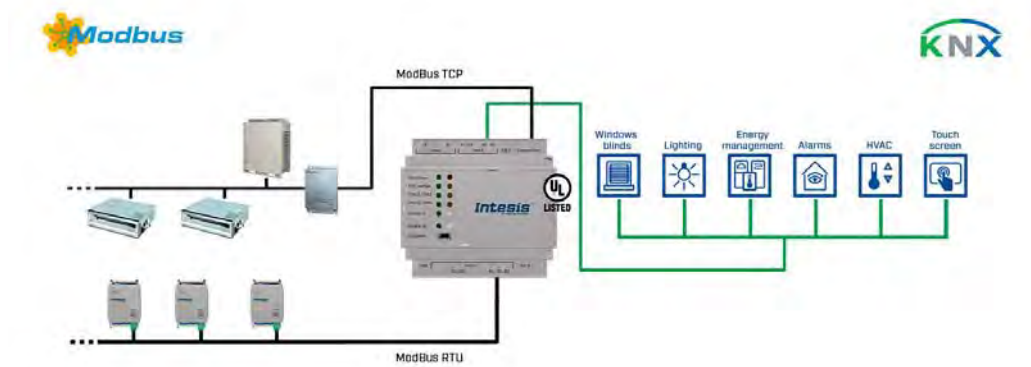 Modbus
KNX
ModBus TCP
Windows
blinds
Lighting
Energy
management
Alarms
HVAC
Touch
screen
Intesis
UL
LISTED
ModBus RTU